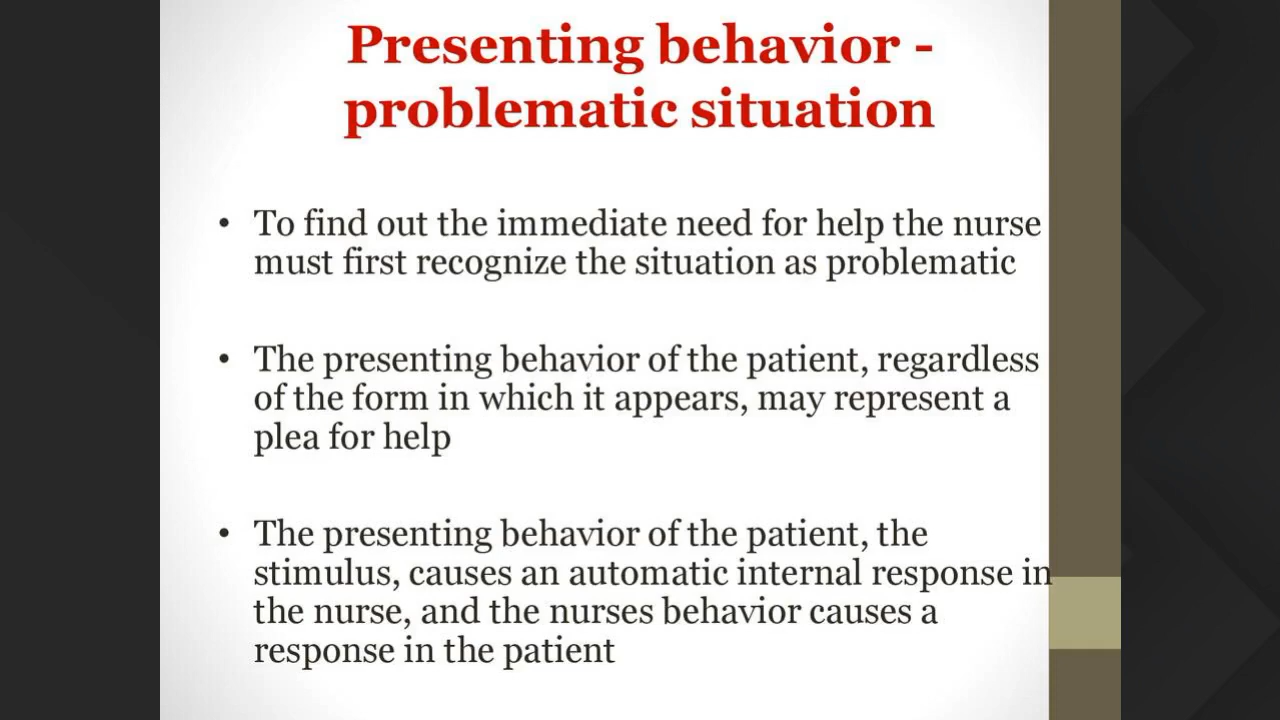 Presenting behavior -
problematic situation
• To find out the immediate need for help the nurse
must first recognize the situation as problematic
• The presenting behavior of the patient, regardless
of the form in which it appears, may represent a
plea for help
• The presenting behavior of the patient, the
stimulus, causes an automatic internal response in
the nurse, and the nurses behavior causes a
response in the patient